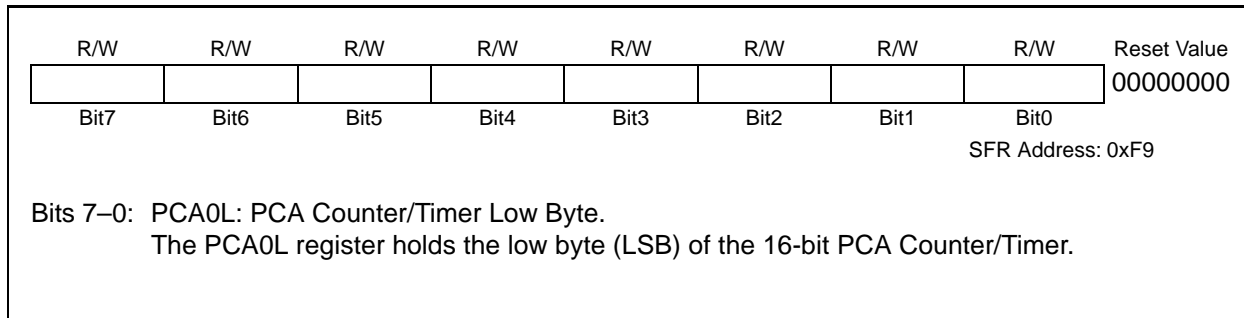 R/W R/W R/W R/W R/W R/W R/W R/W Reset Value
00000000
Bit7 Bit6 Bit5 Bit4 Bit3 Bit2 Bit1 Bit0
SFR Address: 0xF9
Bits 7–0: PCA0L: PCA Counter/Timer Low Byte.
The PCA0L register holds the low byte (LSB) of the 16-bit PCA Counter/Timer.